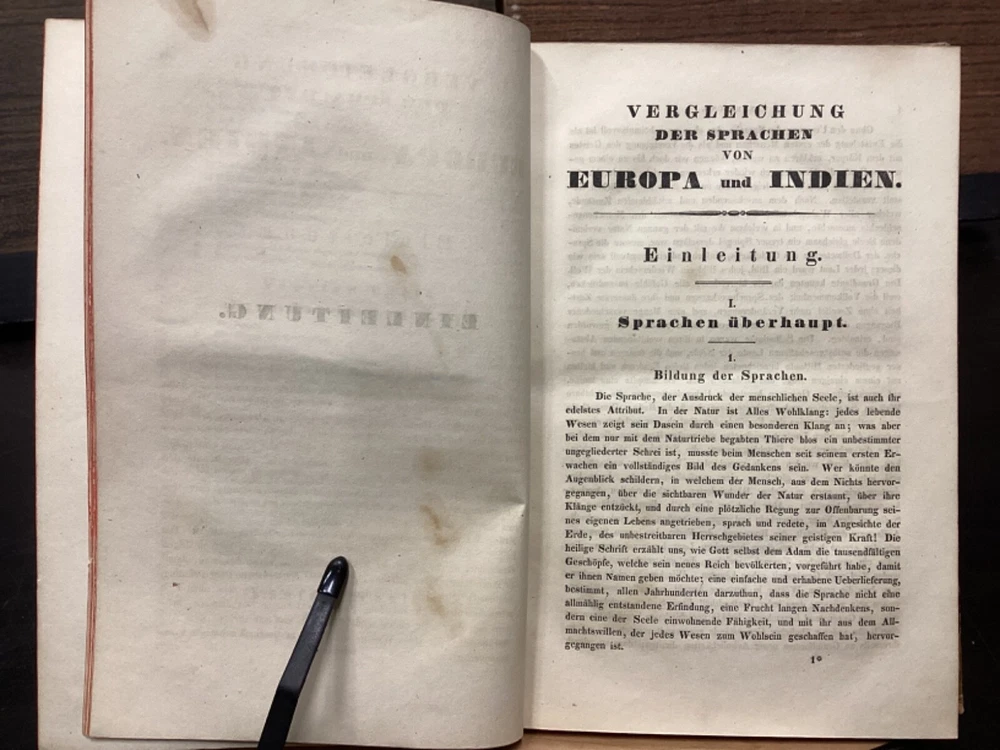 VERGLEICHUNG
DER SPRACHEN
VON
EUROPA und INDIEN.
Einleitung.
I.
Sprachen überhaupt.
1.
Bildung der Sprachen.
Die Sprache, der Ausdruck der menschlichen Seele, ist auch ihr
edelstes Attribut. In der Natur ist Alles Wohlklang: jedes lebende
Wesen zeigt sein Dasein durch einen besonderen Klang an; was aber
bei dem nur mit dem Naturtriebe begabten Thiere blos ein unbestimmter
ungegliederter Schrei ist, musste beim Menschen seit seinem ersten Er-
wachen ein vollständiges Bild des Gedankens sein. Wer könnte den
Augenblick schildern, in welchem der Mensch, aus dem Nichts hervor-
gegangen, über die sichtbaren Wunder der Natur erstaunt, über ihre
Klänge entzückt, und durch eine plötzliche Regung zur Offenbarung sei-
nes eigenen Lebens angetrieben, sprach und redete, im Angesichte der
Erde, des unbestreitbaren Herrschgebietes seiner geistigen Kraft! Die
heilige Schrift erzählt uns, wie Gott selbst dem Adam die tausendfältigen
Geschöpfe, welche sein neues Reich bevölkerten, vorgeführt habe, damit
er ihnen Namen geben möchte; eine einfache und erhabene Ueberlieferung,
bestimmt, allen Jahrhunderten darzuthun, dass die Sprache nicht eine
allmählig entstandene Erfindung, eine Frucht langen Nachdenkens, son-
dern eine der Seele einwohnende Fähigkeit, und mit ihr aus dem All-
machtswillen, der jedes Wesen zum Wohlsein geschaffen hat, hervor-
gegangen ist.
1*